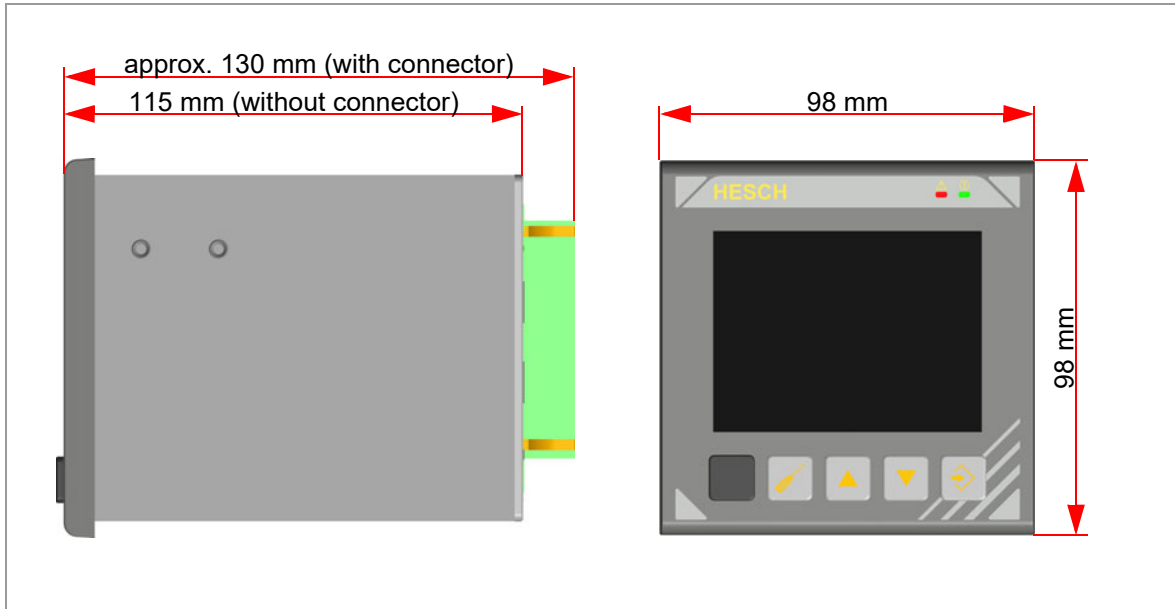 approx. 130 mm (with connector)
115 mm (without connector)
98 mm
HESCH
98 mm